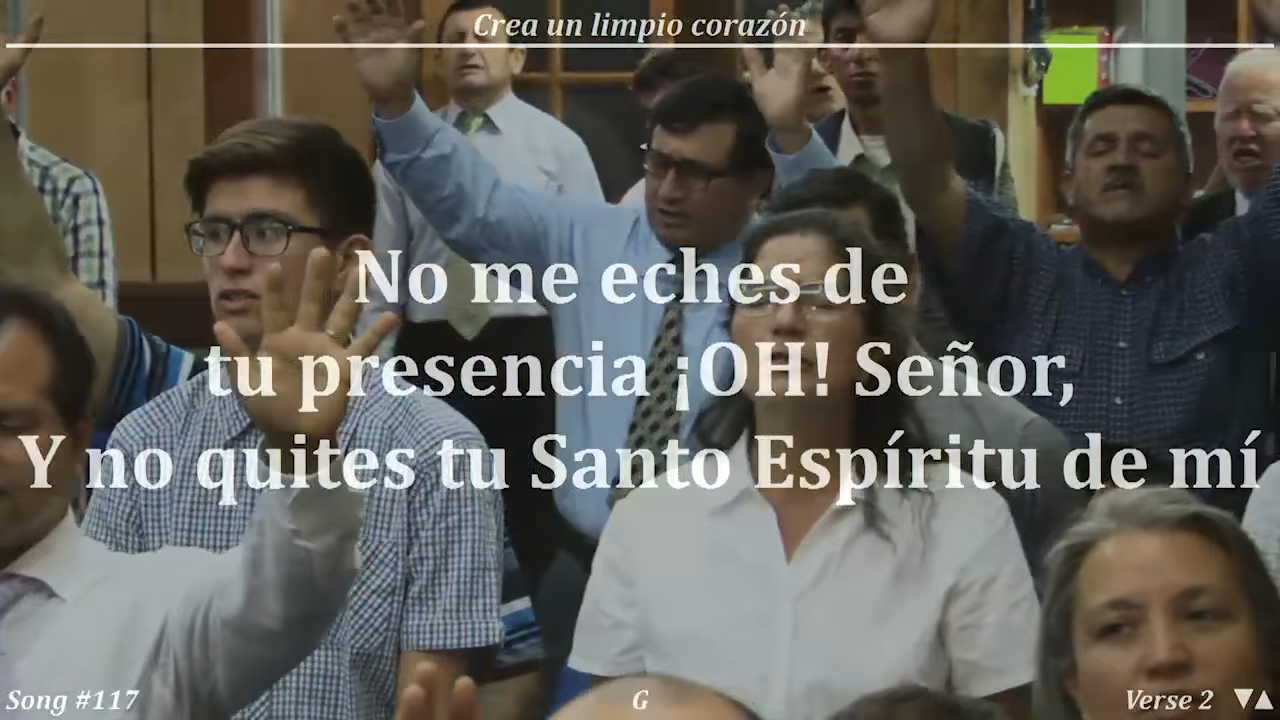 Crea un limpio corazón
No me eches de
tu presencia ¡OH! Señor,
Y no quites tu Santo Espíritu de mí
Song #117
G
Verse 2 ▼▲